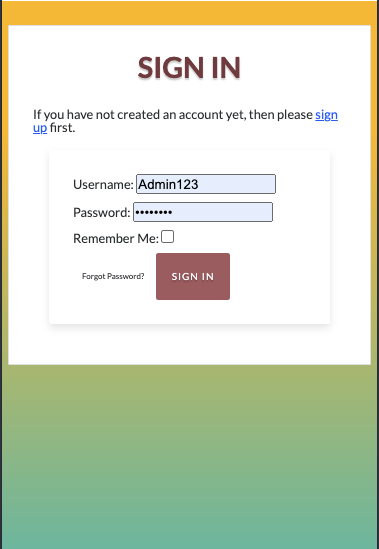 SIGN IN
If you have not created an account yet, then please sign
up first.
Username: Admin123
Password: ••••••••
Remember Me:
Forgot Password? SIGN IN